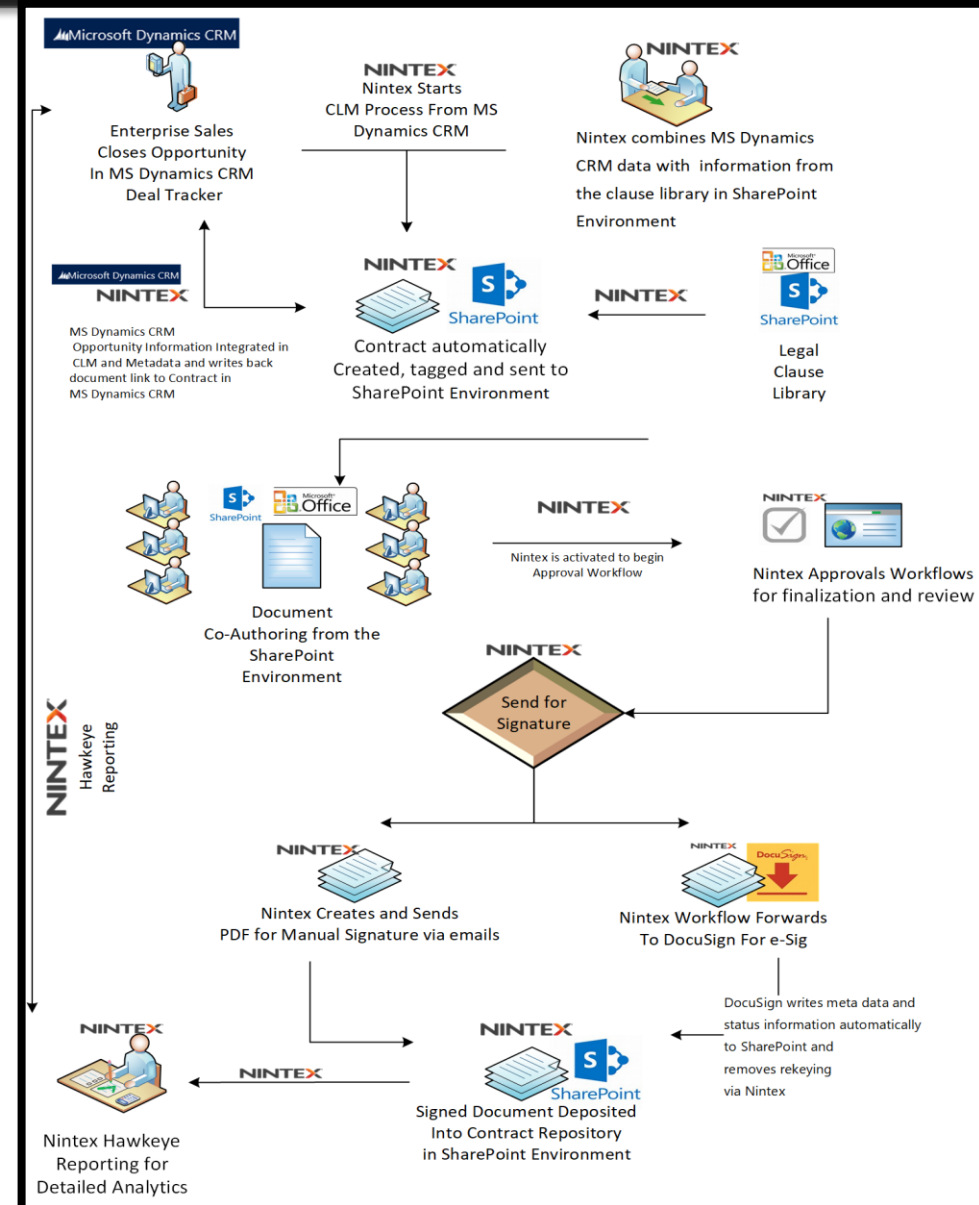 Microsoft Dynamics CRM
Enterprise Sales
Closes Opportunity
In MS Dynamics CRM
Deal Tracker
NINTEX
Nintex Starts
CLM Process From MS
Dynamics CRM
NINTEX
Nintex combines MS Dynamics
CRM data with information from
the clause library in SharePoint
Environment
Microsoft Dynamics CRM
NINTEX
MS Dynamics CRM
Opportunity Information Integrated in
CLM and Metadata and writes back
document link to Contract in
MS Dynamics CRM
NINTEX
S
SharePoint
Contract automatically
Created, tagged and sent to
SharePoint Environment
NINTEX
Microsoft
Office
S
SharePoint
Legal
Clause
Library
S
SharePoint
Microsoft
Office
Document
Co-Authoring from the
SharePoint
Environment
NINTEX
Nintex is activated to begin
Approval Workflow
NINTEX
Nintex Approvals Workflows
for finalization and review
NINTEX
Send for
Signature
NINTEX
Hawkeye
Reporting
NINTEX
Nintex Creates and Sends
PDF for Manual Signature via emails
NINTEX
DocuSign
Nintex Workflow Forwards
To DocuSign For e-Sig
DocuSign writes meta data and
status information automatically
to SharePoint and
removes rekeying
via Nintex
NINTEX
S
SharePoint
Signed Document Deposited
Into Contract Repository
in SharePoint Environment
NINTEX
NINTEX
Nintex Hawkeye
Reporting for
Detailed Analytics